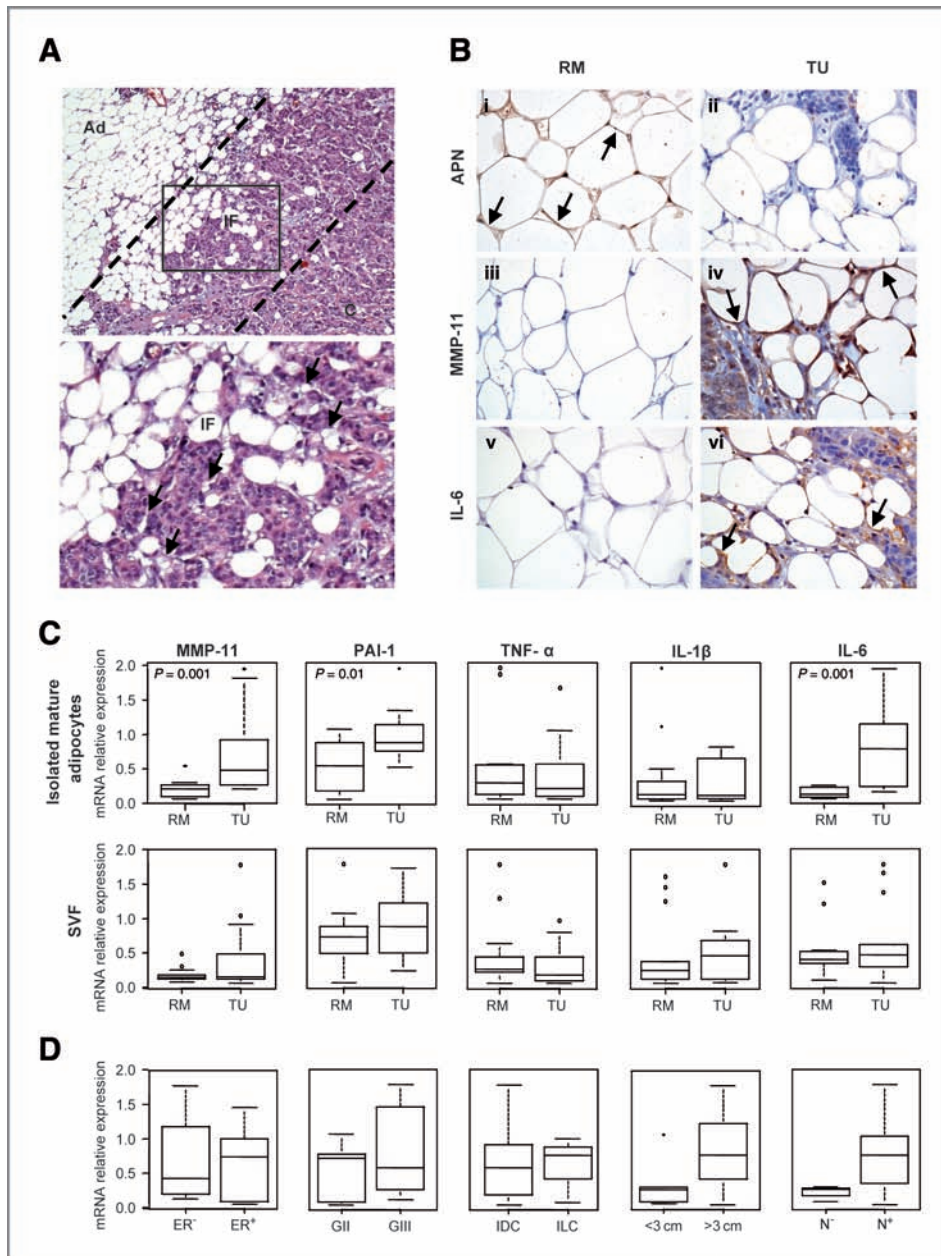 A
Ad
IF
C
IF
B
RM TU
APN
i ii
MMP-11
iii iv
IL-6
v vi
C
MMP-11 PAI-1 TNF- α IL-1β IL-6
Isolated mature
adipocytes
mRNA relative expression
2.0
1.5
1.0
0.5
0.0
P = 0.001 P = 0.01 P = 0.001
RM TU RM TU RM TU RM TU RM TU
SVF
mRNA relative expression
2.0
1.5
1.0
0.5
0.0
RM TU RM TU RM TU RM TU RM TU
D
mRNA relative expression
2.0
1.5
1.0
0.5
0.0
ER⁻ ER⁺ GII GIII IDC ILC <3 cm >3 cm N⁻ N⁺